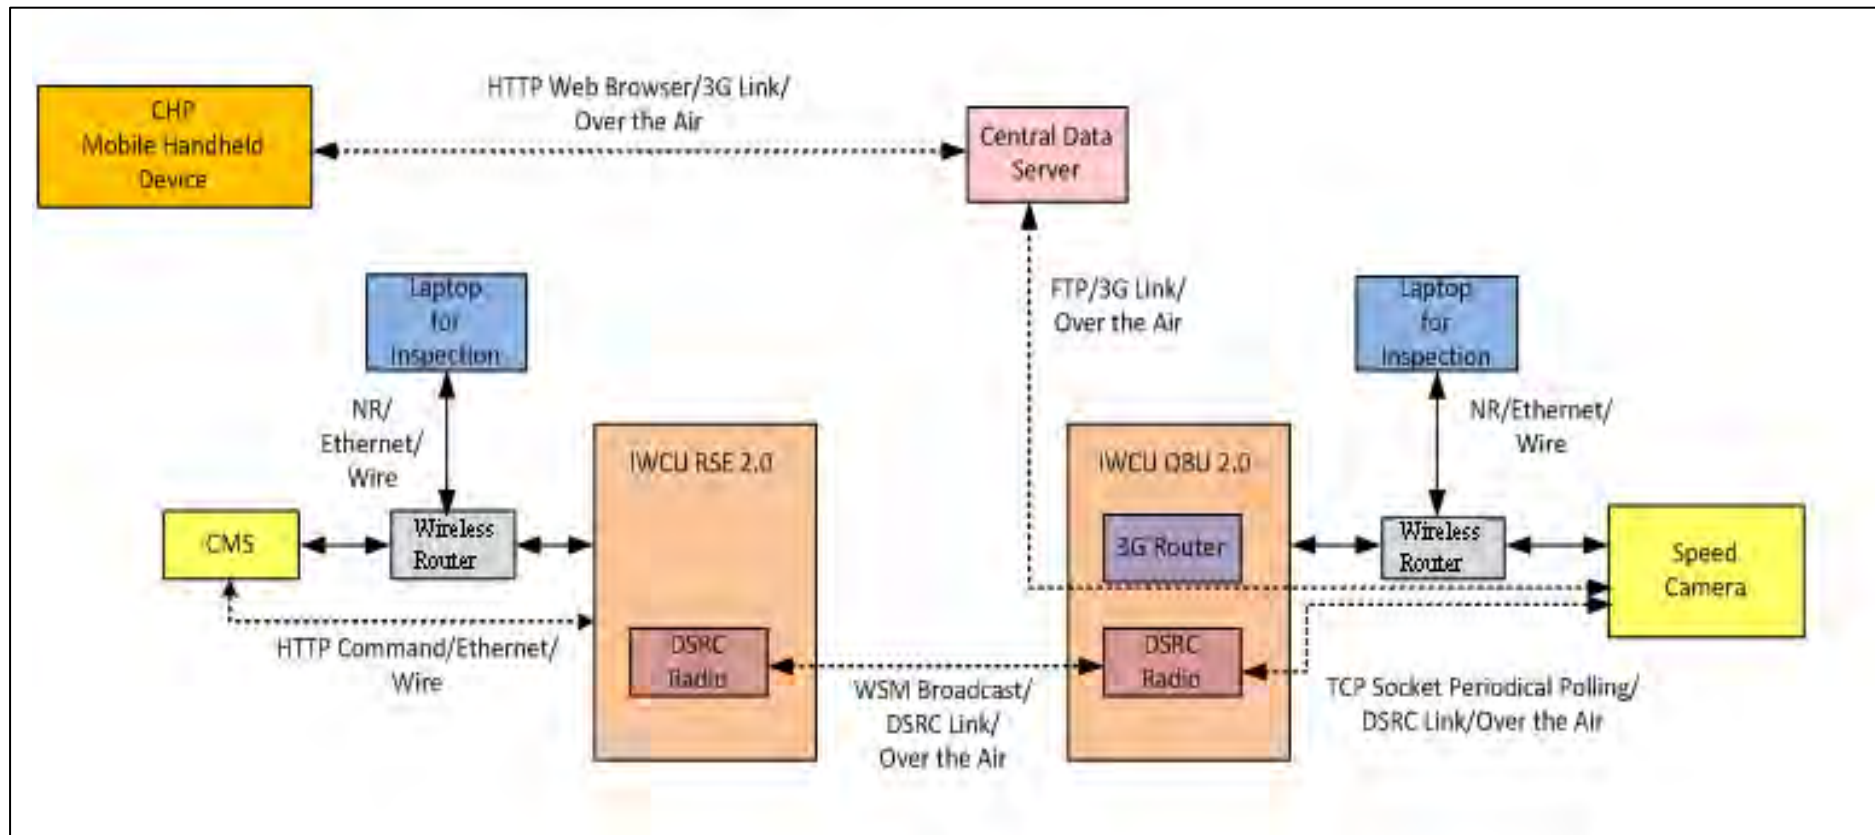 CHP
Mobile Handheld
Device
HTTP Web Browser/3G Link/
Over the Air
Central Data
Server
Laptop
for
Inspection
FTP/3G Link/
Over the Air
Laptop
for
Inspection
NR/
Ethernet/
Wire
NR/Ethernet/
Wire
IWCU RSE 2.0
IWCU OBU 2.0
CMS
Wireless
Router
3G Router
Wireless
Router
Speed
Camera
HTTP Command/Ethernet/
Wire
DSRC
Radio
WSM Broadcast/
DSRC Link/
Over the Air
DSRC
Radio
TCP Socket Periodical Polling/
DSRC Link/Over the Air